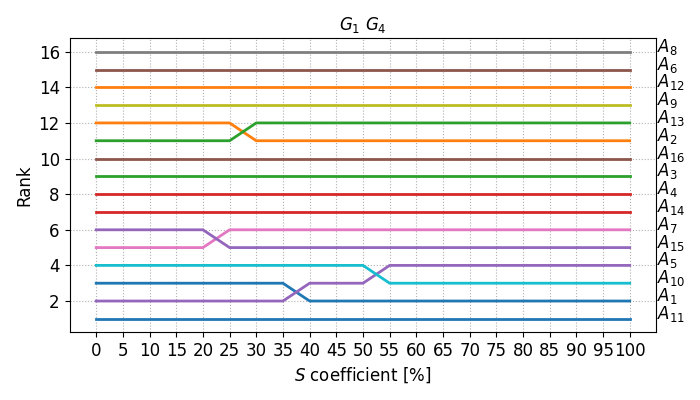 G₁ G₄
16
14
12
10
8
6
4
2
Rank
A₈
A₆
A₁₂
A₉
A₁₃
A₂
A₁₆
A₃
A₄
A₁₄
A₇
A₁₅
A₅
A₁₀
A₁
A₁₁
0 5 10 15 20 25 30 35 40 45 50 55 60 65 70 75 80 85 90 95 100
S coefficient [%]